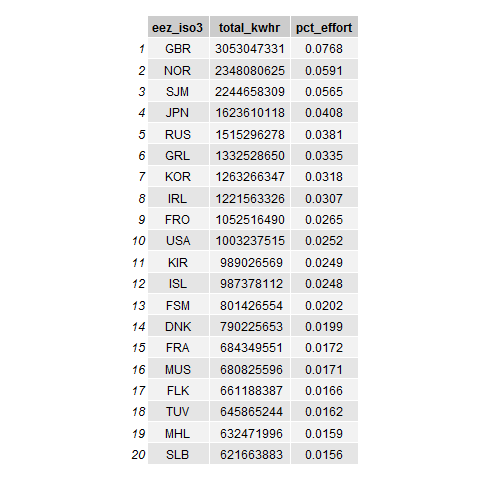 eez_iso3 total_kwhr pct_effort
1 GBR 3053047331 0.0768
2 NOR 2348080625 0.0591
3 SJM 2244658309 0.0565
4 JPN 1623610118 0.0408
5 RUS 1515296278 0.0381
6 GRL 1332528650 0.0335
7 KOR 1263266347 0.0318
8 IRL 1221563326 0.0307
9 FRO 1052516490 0.0265
10 USA 1003237515 0.0252
11 KIR 989026569 0.0249
12 ISL 987378112 0.0248
13 FSM 801426554 0.0202
14 DNK 790225653 0.0199
15 FRA 684349551 0.0172
16 MUS 680825596 0.0171
17 FLK 661188387 0.0166
18 TUV 645865244 0.0162
19 MHL 632471996 0.0159
20 SLB 621663883 0.0156